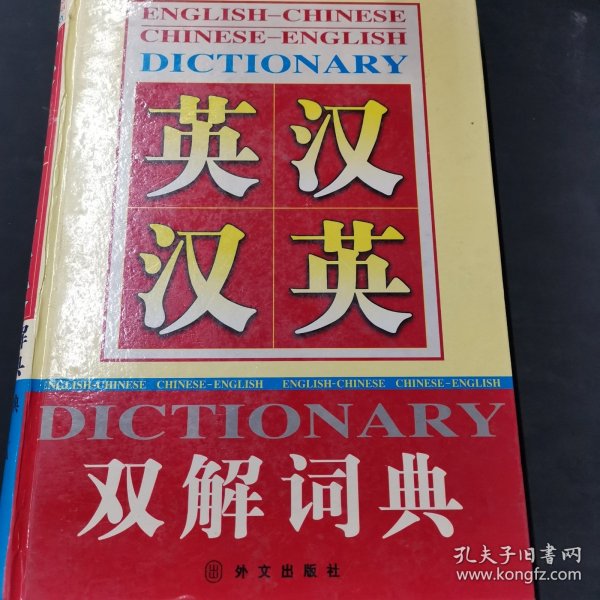 ENGLISH-CHINESE
CHINESE-ENGLISH
DICTIONARY
英汉
汉英
ENGLISH-CHINESE CHINESE-ENGLISH ENGLISH-CHINESE CHINESE-ENGLISH
DICTIONARY
双解词典
外文出版社
孔夫子旧书网
www.kongfz.com